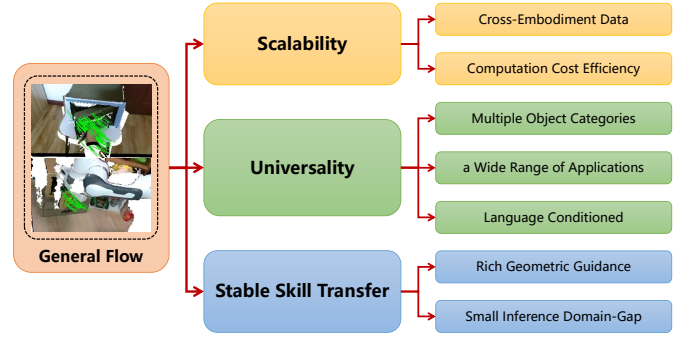 General Flow
Scalability
Cross-Embodiment Data
Computation Cost Efficiency
Universality
Multiple Object Categories
a Wide Range of Applications
Language Conditioned
Stable Skill Transfer
Rich Geometric Guidance
Small Inference Domain-Gap